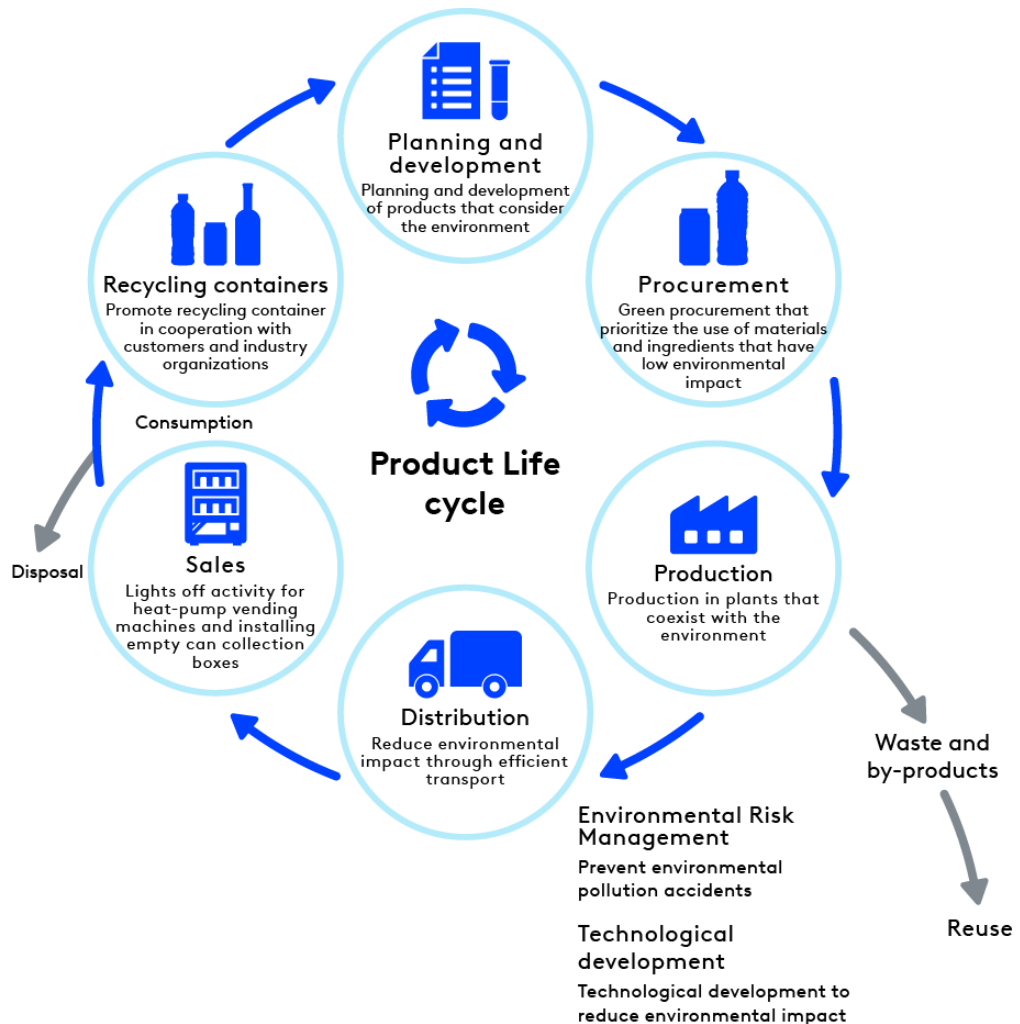 Planning and
development
Planning and development
of products that consider
the environment
Procurement
Green procurement that
prioritize the use of materials
and ingredients that have
low environmental
impact
Production
Production in plants that
coexist with the
environment
Waste and
by-products
Reuse
Distribution
Reduce environmental
impact through efficient
transport
Sales
Lights off activity for
heat-pump vending
machines and installing
empty can collection
boxes
Consumption
Disposal
Recycling containers
Promote recycling container
in cooperation with
customers and industry
organizations
Product Life
cycle
Environmental Risk
Management
Prevent environmental
pollution accidents
Technological
development
Technological development to
reduce environmental impact